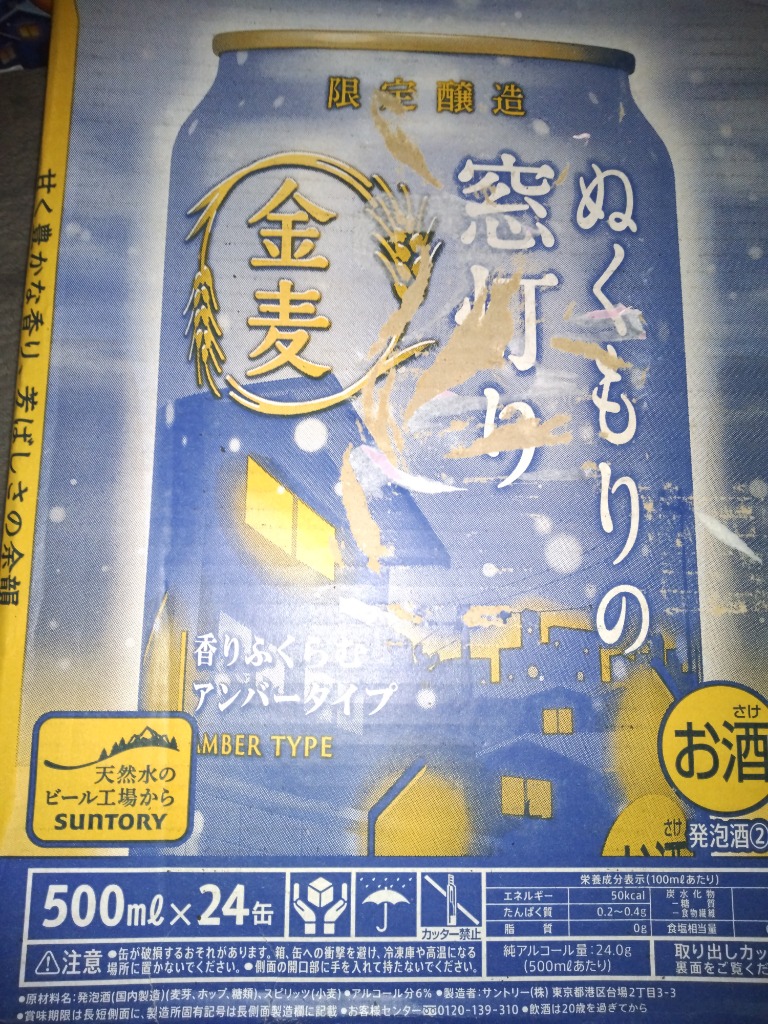 限定醸造
ぬくもりの
窓灯り
金麦
甘く豊かな香り、芳ばしさの余韻
香りふくらむ
アンバータイプ
AMBER TYPE
天然水の
ビール工場から
SUNTORY
さけ
お酒
さけ
発泡酒②
500mℓ×24缶
カッター禁止
栄養成分表示(100mℓあたり)
エネルギー 50kcal
たんぱく質 0.2~0.4g
脂質 0g
炭水化物
-糖質
-食物繊維
食塩相当量
純アルコール量:24.0g
(500mℓあたり)
取り出しカッ
裏面をご覧くだ
注意 ●缶が破損するおそれがあります。箱、缶への衝撃を避け、冷凍庫や高温になる
場所に置かないでください。●側面の開口部に手を入れて持たないでください。
●原材料名:発泡酒(国内製造)(麦芽、ホップ、糖類)、スピリッツ(小麦)●アルコール分6%●製造者:サントリー(株) 東京都港区台場2丁目3-3
●賞味期限は長短側面に、製造所固有記号は長側面製造欄に記載●お客様センター 0120-139-310●飲酒は20歳を過ぎてから